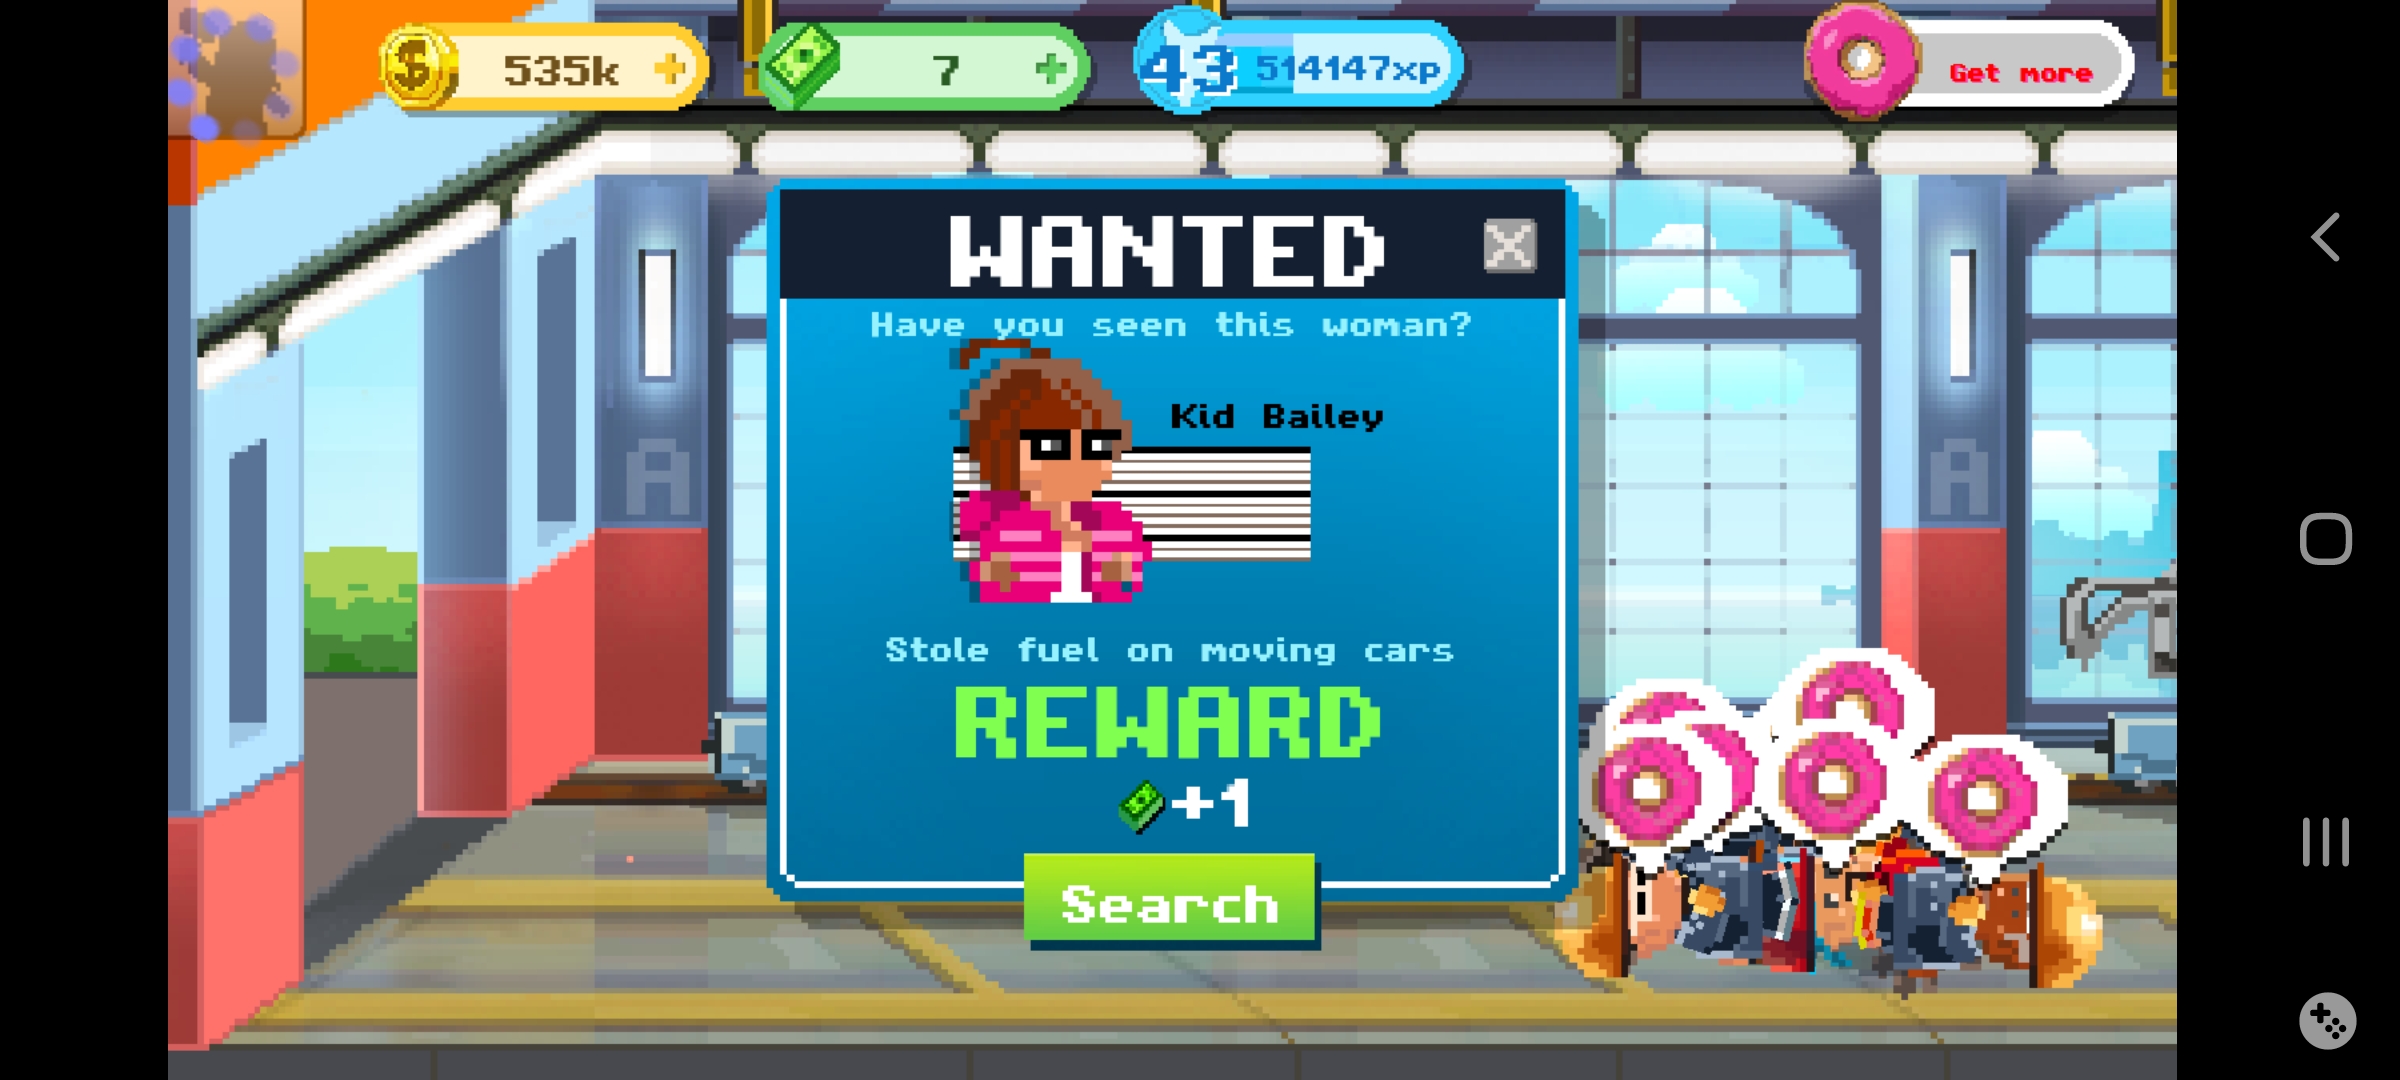 535k
7
43
514147xp
Get more
WANTED
Have you seen this woman?
Kid Bailey
Stole fuel on moving cars
REWARD
+1
Search
A
A